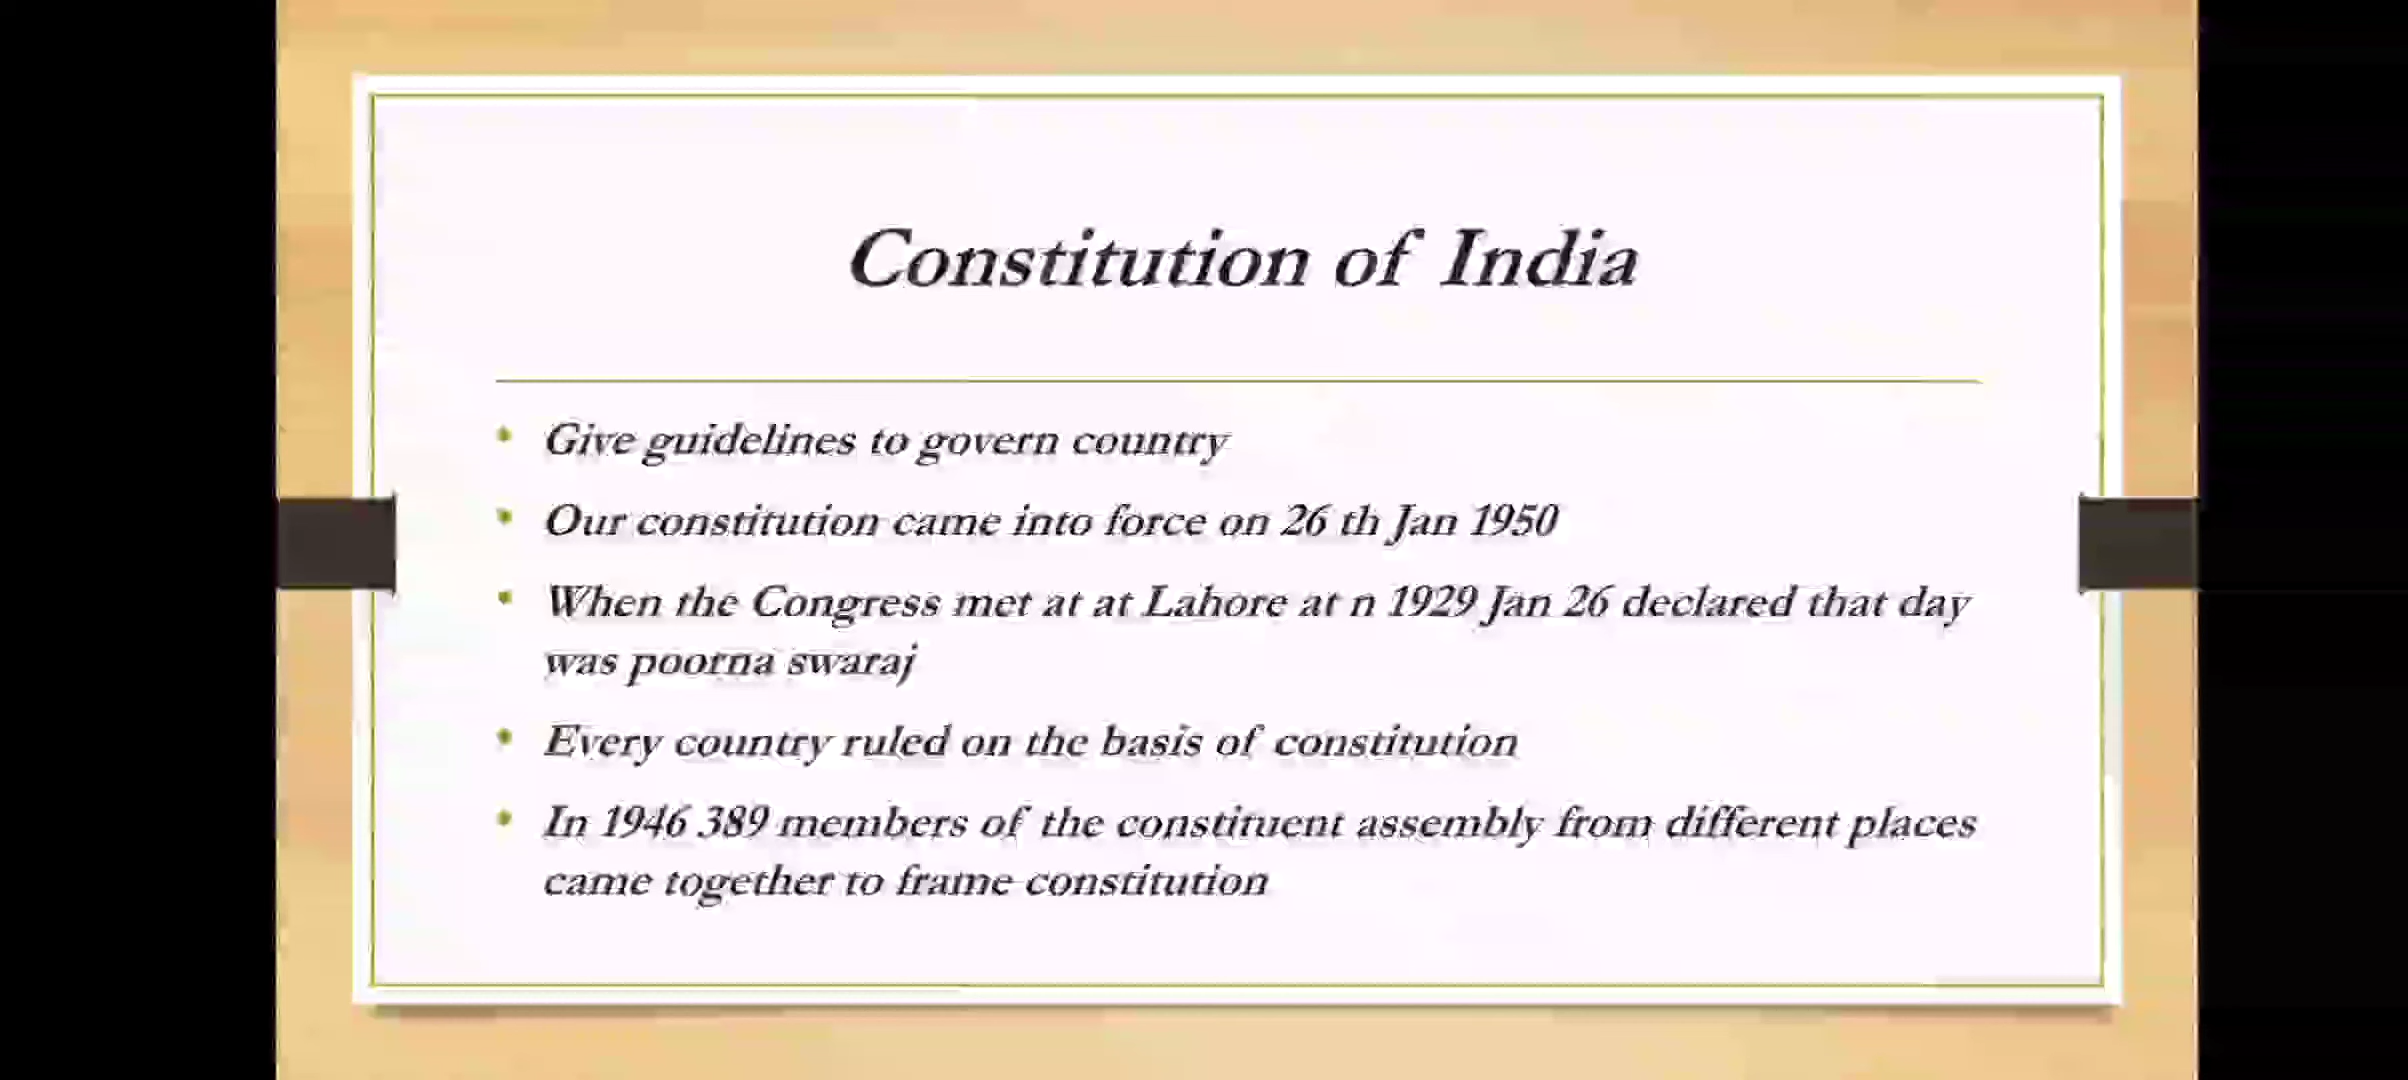 Constitution of India
Give guidelines to govern country
Our constitution came into force on 26 th Jan 1950
When the Congress met at at Lahore at n 1929 Jan 26 declared that day
was poorna swaraj
Every country ruled on the basis of constitution
In 1946 389 members of the constituent assembly from different places
came together to frame constitution